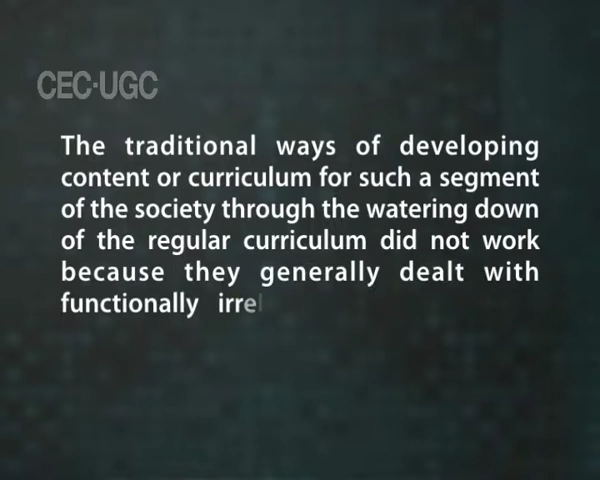 CEC-UGC
The traditional ways of developing
content or curriculum for such a segment
of the society through the watering down
of the regular curriculum did not work
because they generally dealt with
functionally irrel